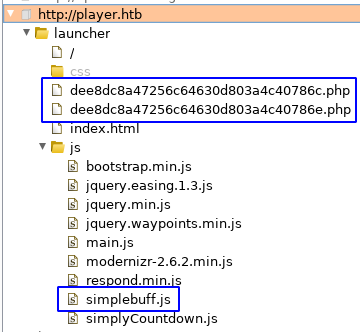 http://player.htb
launcher
/
css
dee8dc8a47256c64630d803a4c40786c.php
dee8dc8a47256c64630d803a4c40786e.php
index.html
js
bootstrap.min.js
jquery.easing.1.3.js
jquery.min.js
jquery.waypoints.min.js
main.js
modernizr-2.6.2.min.js
respond.min.js
simplebuff.js
simplyCountdown.js